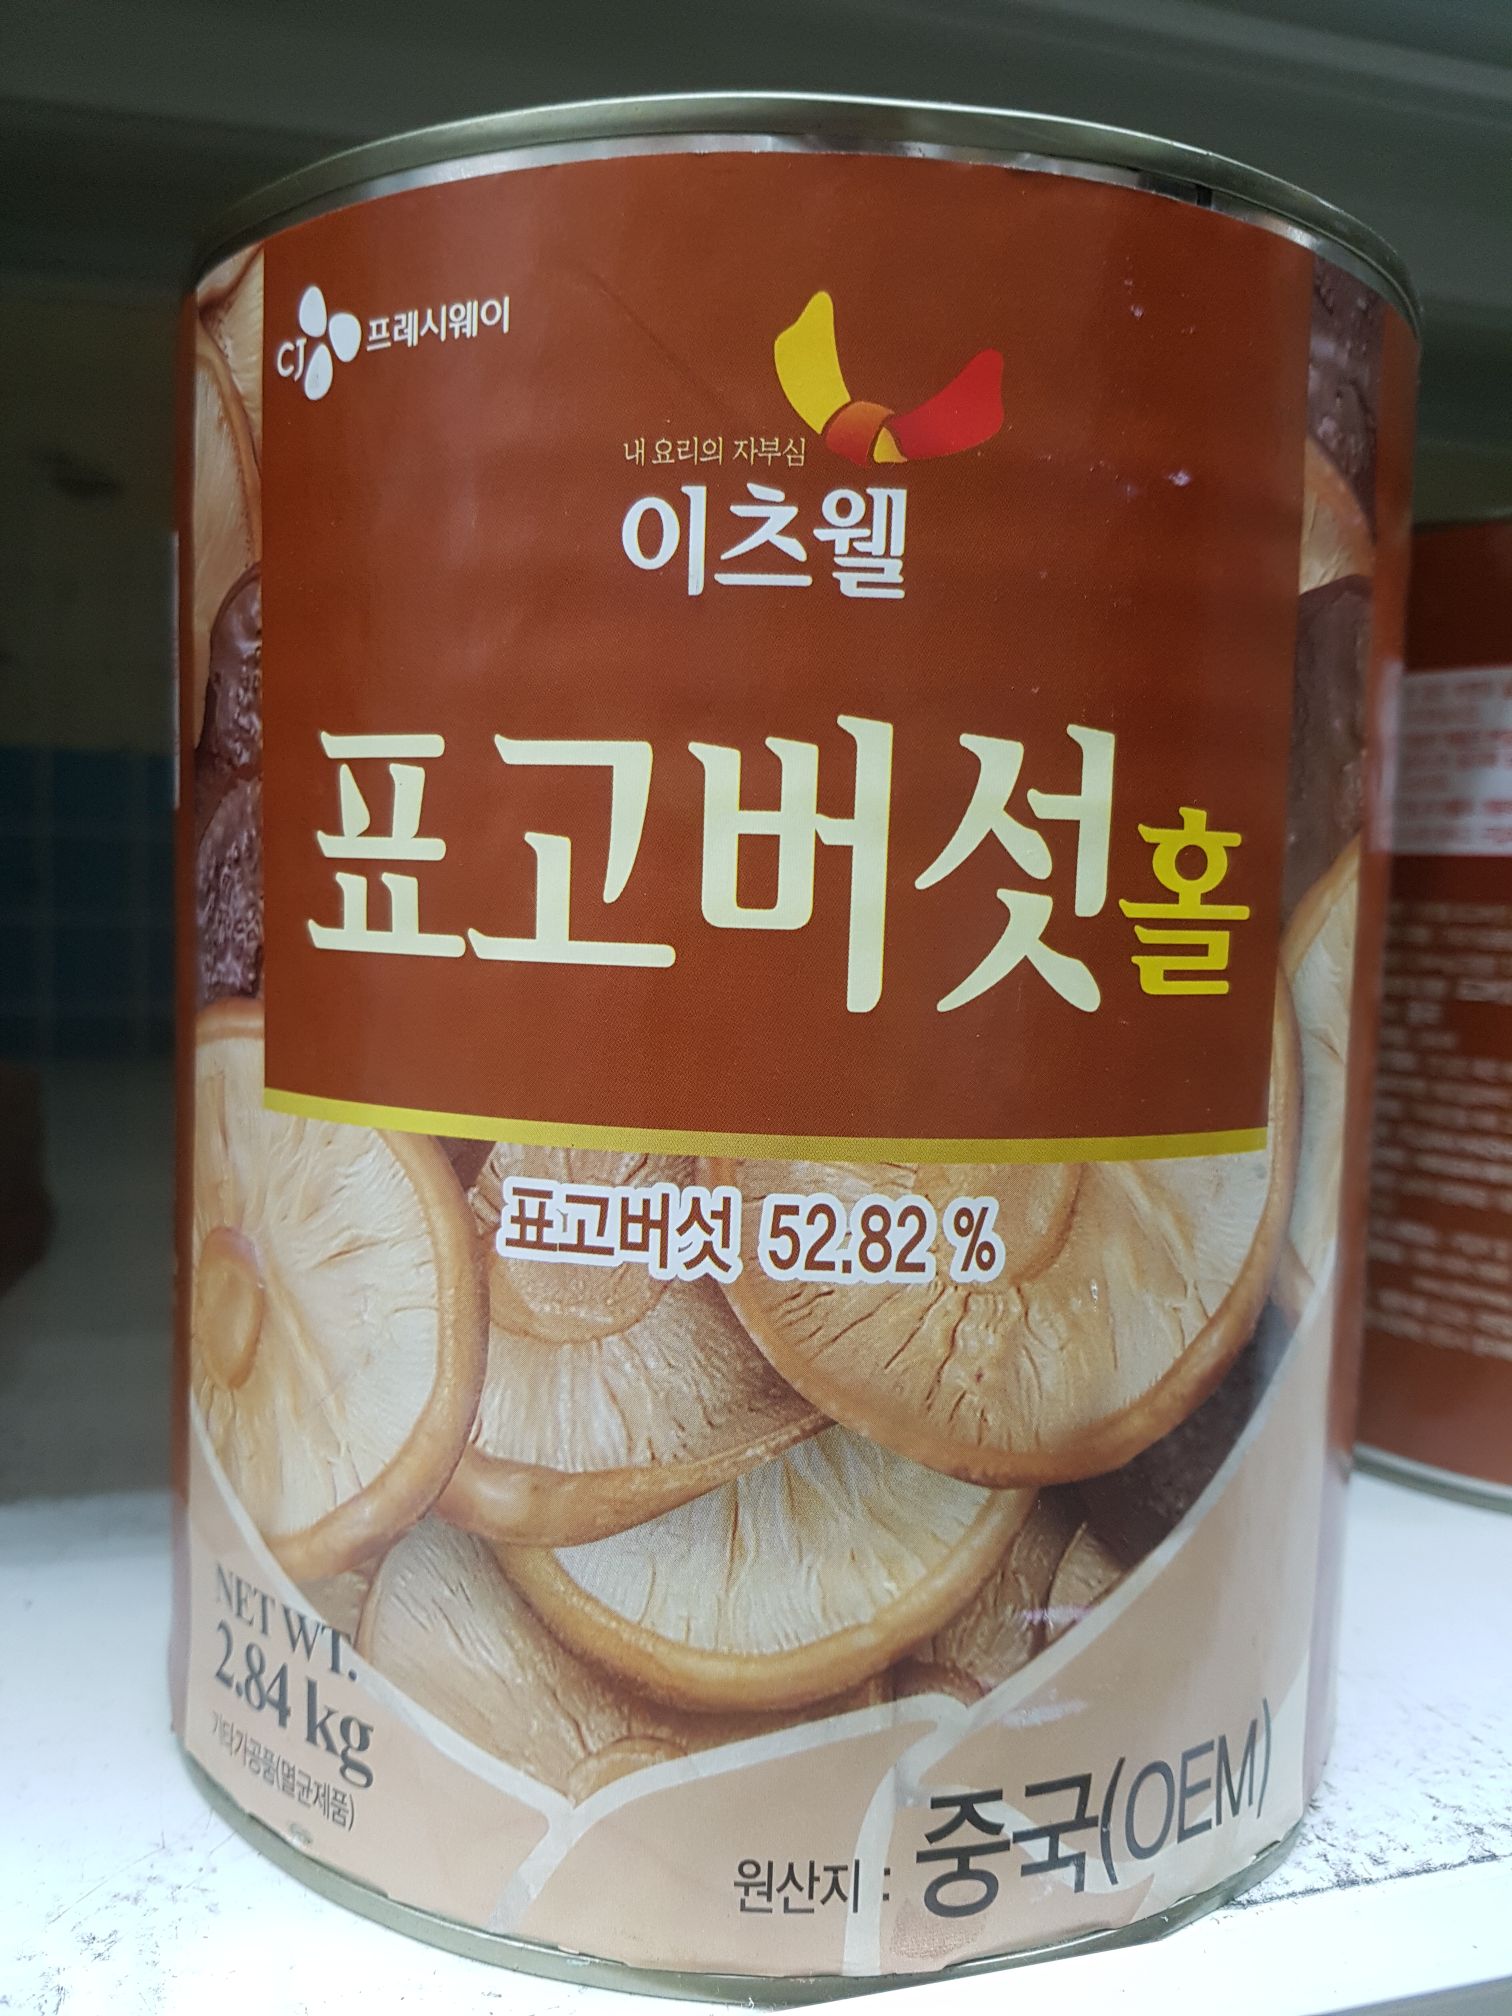 CJ 프레시웨이
내 요리의 자부심
이츠웰
표고버섯홀
표고버섯 52.82 %
NET WT.
2.84 kg
기타가공품(멸균제품)
원산지 : 중국(OEM)